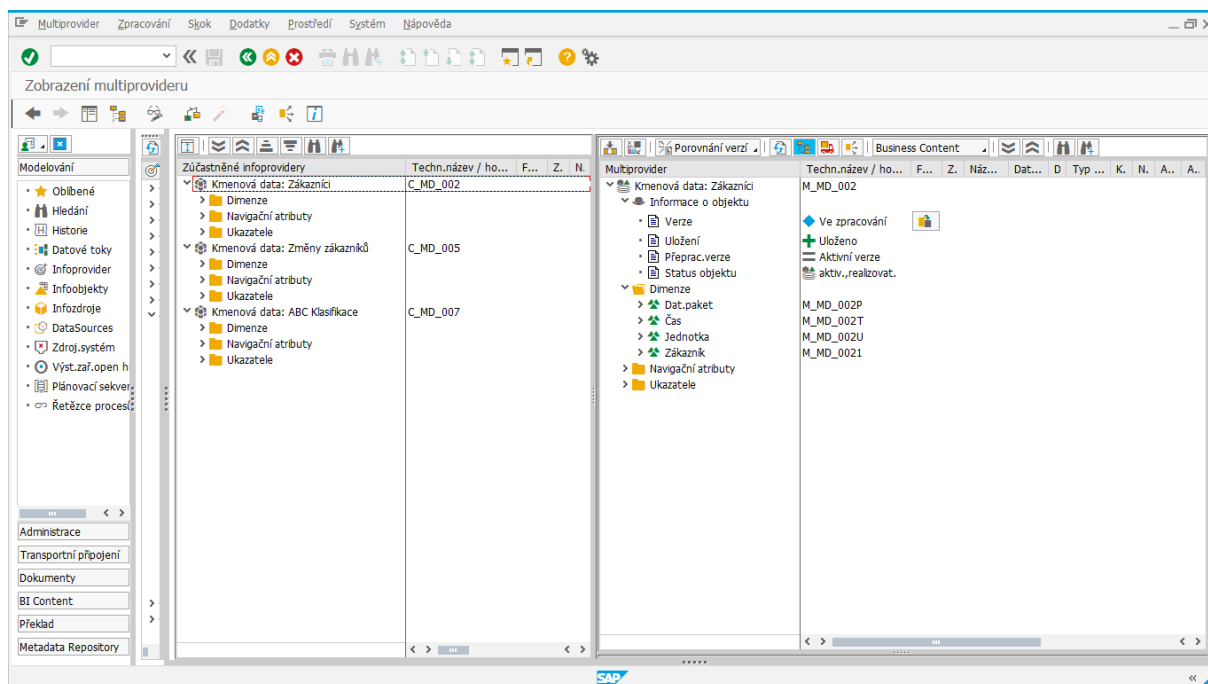 Multiprovider Zpracování Skok Dodatky Prostředí Systém Nápověda
Zobrazení multiprovideru
Modelování
Oblíbené
Hledání
Historie
Datové toky
Infoprovider
Infoobjekty
Infozdroje
DataSources
Zdroj.systém
Výst.zař.open h
Plánovací sekven
Řetězce procesů
Administrace
Transportní připojení
Dokumenty
BI Content
Překlad
Metadata Repository
Zúčastněné infoprovidery Techn.název / ho... F... Z. N.
Kmenová data: Zákazníci C_MD_002
Dimenze
Navigační atributy
Ukazatele
Kmenová data: Změny zákazníků C_MD_005
Dimenze
Navigační atributy
Ukazatele
Kmenová data: ABC Klasifikace C_MD_007
Dimenze
Navigační atributy
Ukazatele
Porovnání verzí Business Content
Multiprovider Techn.název / ho... F... Z. Náz... Dat... D Typ ... K. N. A.. A..
Kmenová data: Zákazníci M_MD_002
Informace o objektu
Verze Ve zpracování
Uložení Uloženo
Přeprac.verze Aktivní verze
Status objektu aktiv.,realizovat.
Dimenze
Dat.paket M_MD_002P
Čas M_MD_002T
Jednotka M_MD_002U
Zákazník M_MD_0021
Navigační atributy
Ukazatele
SAP